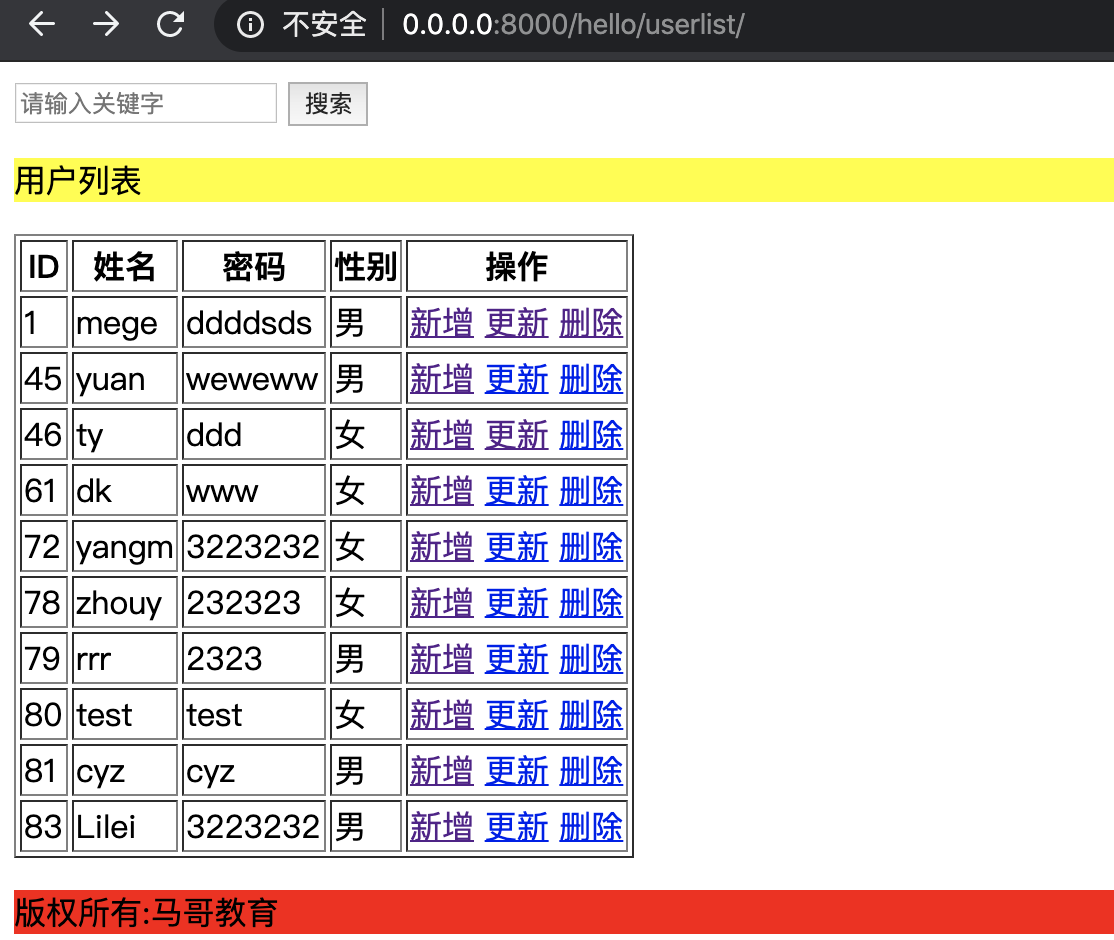 不安全 0.0.0.0:8000/hello/userlist/
请输入关键字 搜索
用户列表
ID 姓名 密码 性别 操作
1 mege ddddsds 男 新增 更新 删除
45 yuan weweww 男 新增 更新 删除
46 ty ddd 女 新增 更新 删除
61 dk www 女 新增 更新 删除
72 yangm 3223232 女 新增 更新 删除
78 zhouy 232323 女 新增 更新 删除
79 rrr 2323 男 新增 更新 删除
80 test test 女 新增 更新 删除
81 cyz cyz 男 新增 更新 删除
83 Lilei 3223232 男 新增 更新 删除
版权所有:马哥教育